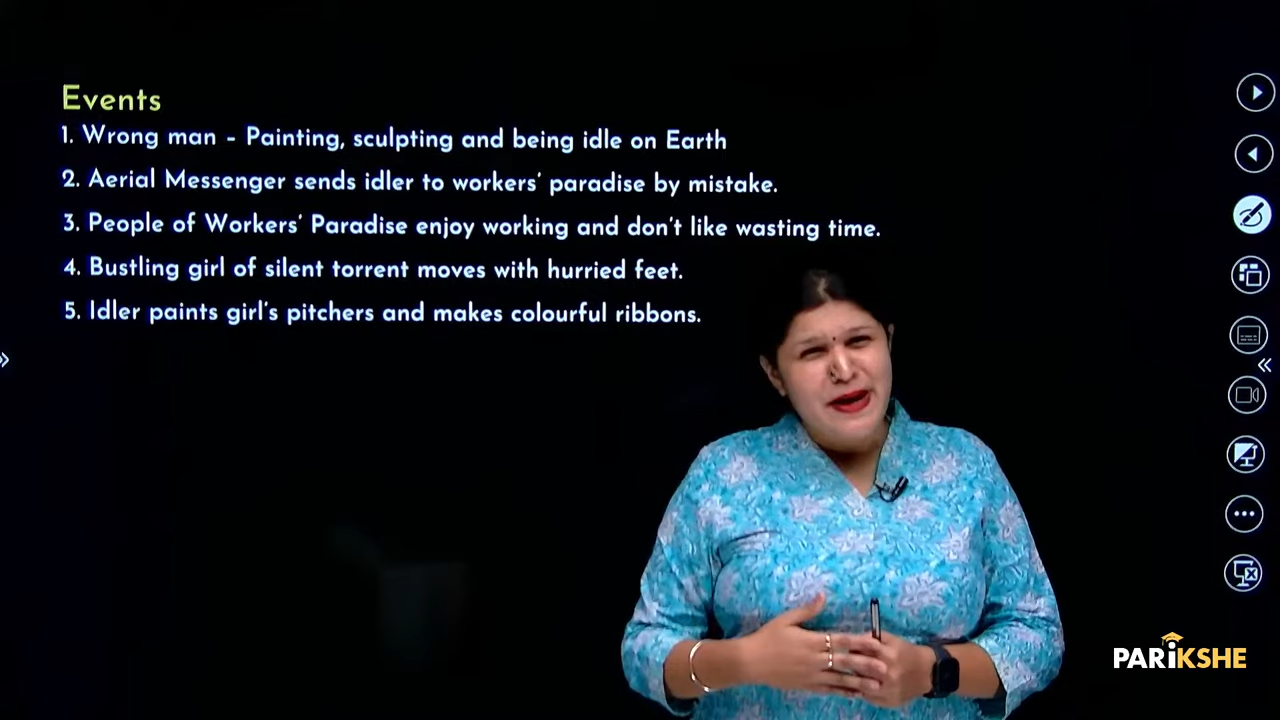 Events
1. Wrong man – Painting, sculpting and being idle on Earth
2. Aerial Messenger sends idler to workers' paradise by mistake.
3. People of Workers' Paradise enjoy working and don't like wasting time.
4. Bustling girl of silent torrent moves with hurried feet.
5. Idler paints girl's pitchers and makes colourful ribbons.
PARIKSHE